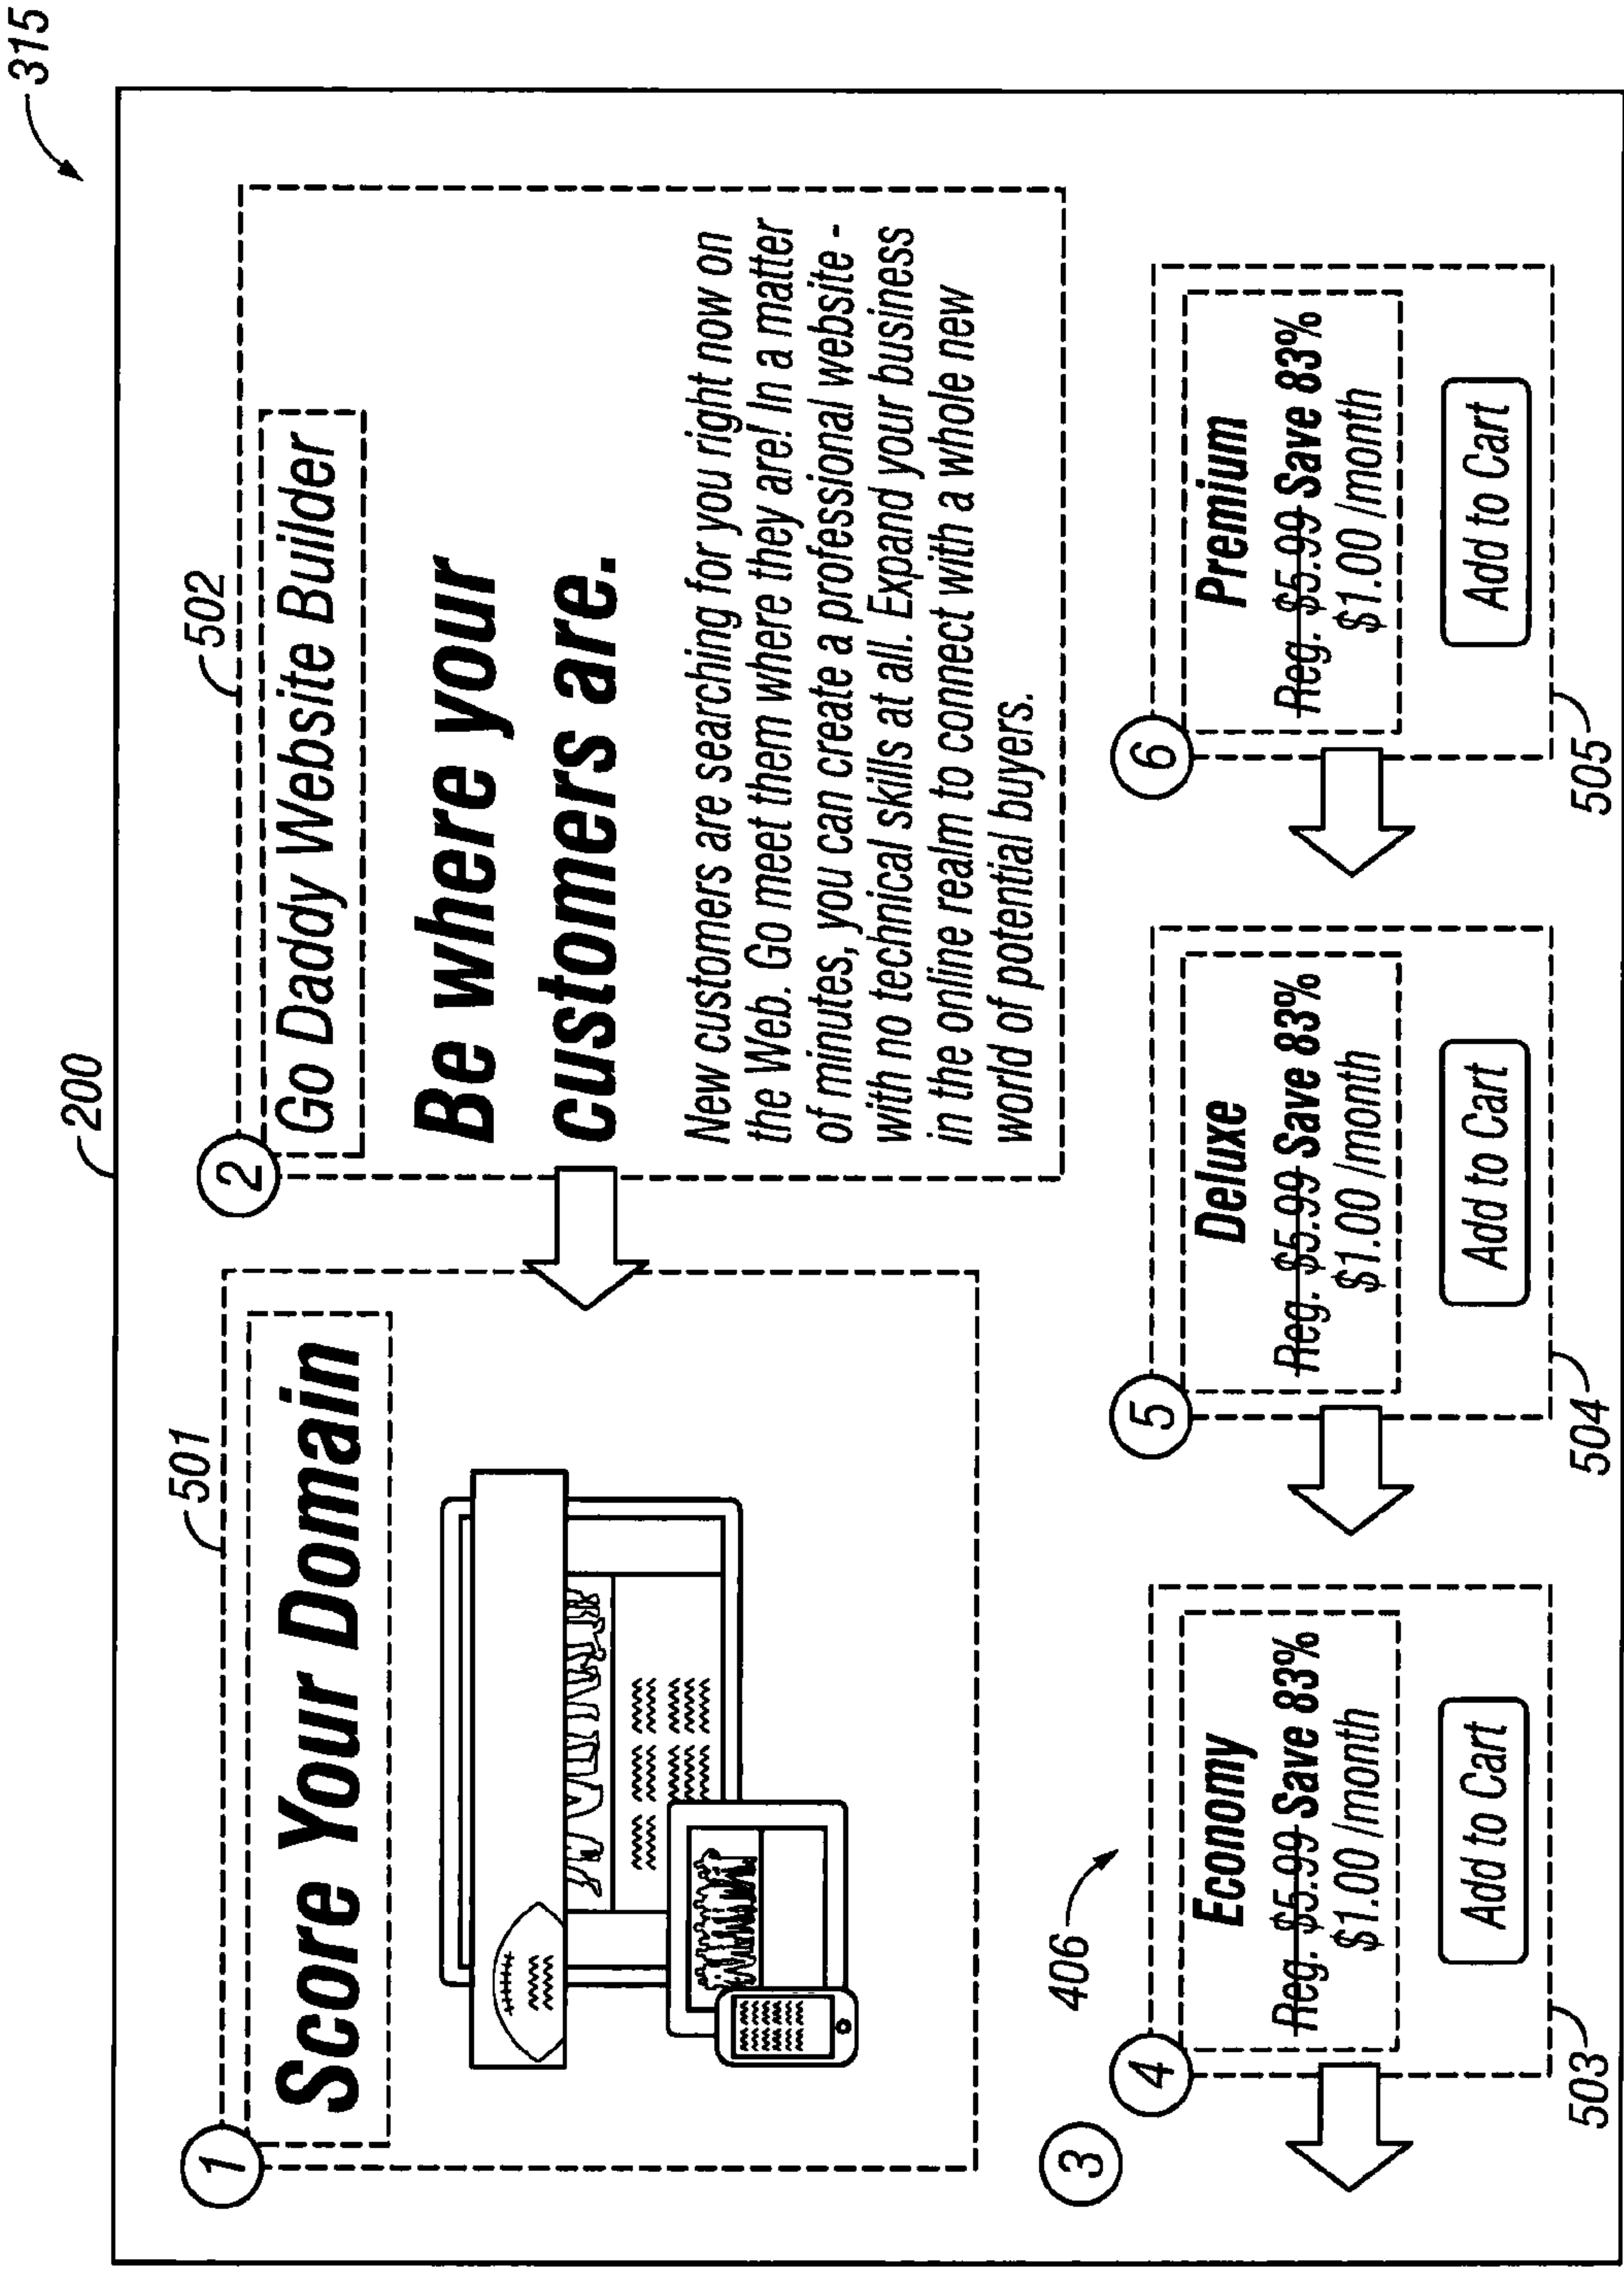 315
200
501
502
1
Score Your Domain
2
Go Daddy Website Builder
Be where your
customers are.
New customers are searching for you right now on
the Web. Go meet them where they are! In a matter
of minutes, you can create a professional website -
with no technical skills at all. Expand your business
in the online realm to connect with a whole new
world of potential buyers.
3
406
4
Economy
Reg. $5.99 Save 83%
$1.00 /month
Add to Cart
503
5
Deluxe
Reg. $5.99 Save 83%
$1.00 /month
Add to Cart
504
6
Premium
Reg. $5.99 Save 83%
$1.00 /month
Add to Cart
505